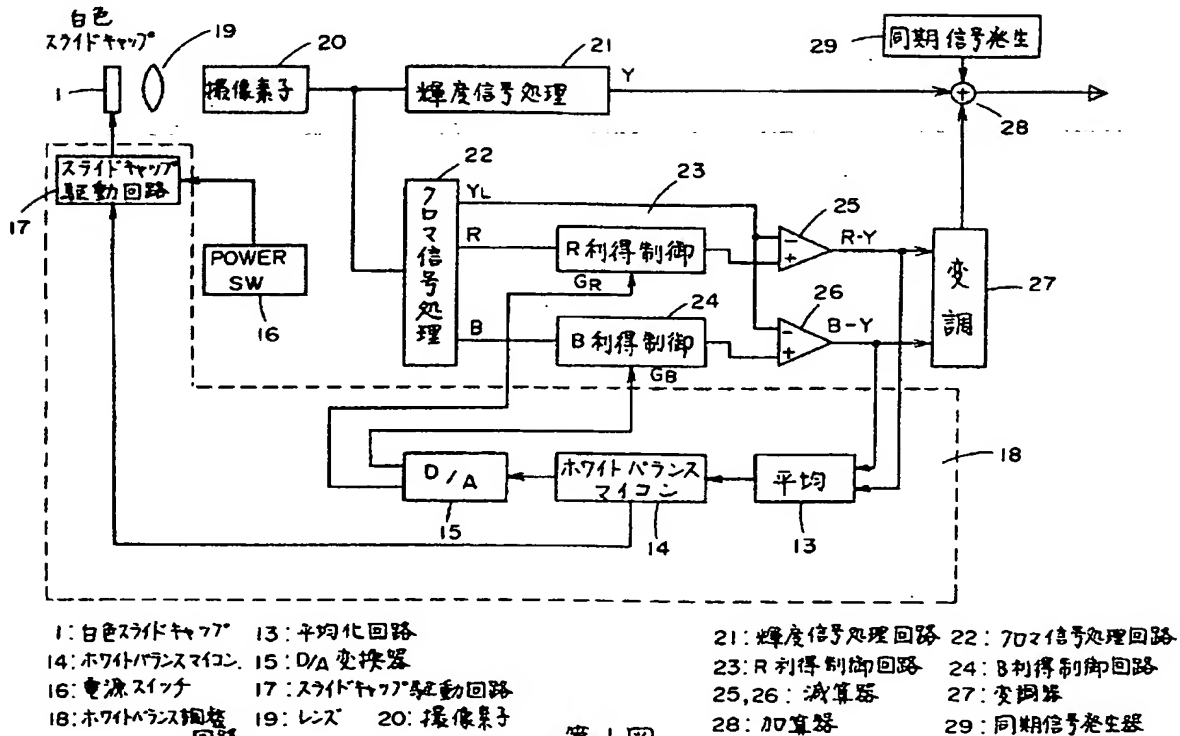 白色
スライドキャップ
19
20
21
29
同期信号発生
1
撮像素子
輝度信号処理
Y
+
28
17
スライドキャップ
駆動回路
POWER
SW
16
22
クロマ信号処理
YL
R
B
23
R利得制御
GR
24
B利得制御
GB
25
-
+
R-Y
26
-
+
B-Y
変調
27
D/A
15
ホワイトバランス
マイコン
14
平均
13
18
1:白色スライドキャップ 13:平均化回路
14:ホワイトバランスマイコン. 15:D/A変換器
16:電源スイッチ 17:スライドキャップ駆動回路
18:ホワイトバランス調整
回路
19:レンズ 20:撮像素子
21:輝度信号処理回路 22:クロマ信号処理回路
23:R利得制御回路 24:B利得制御回路
25,26:減算器 27:変調器
28:加算器 29:同期信号発生器
第1図